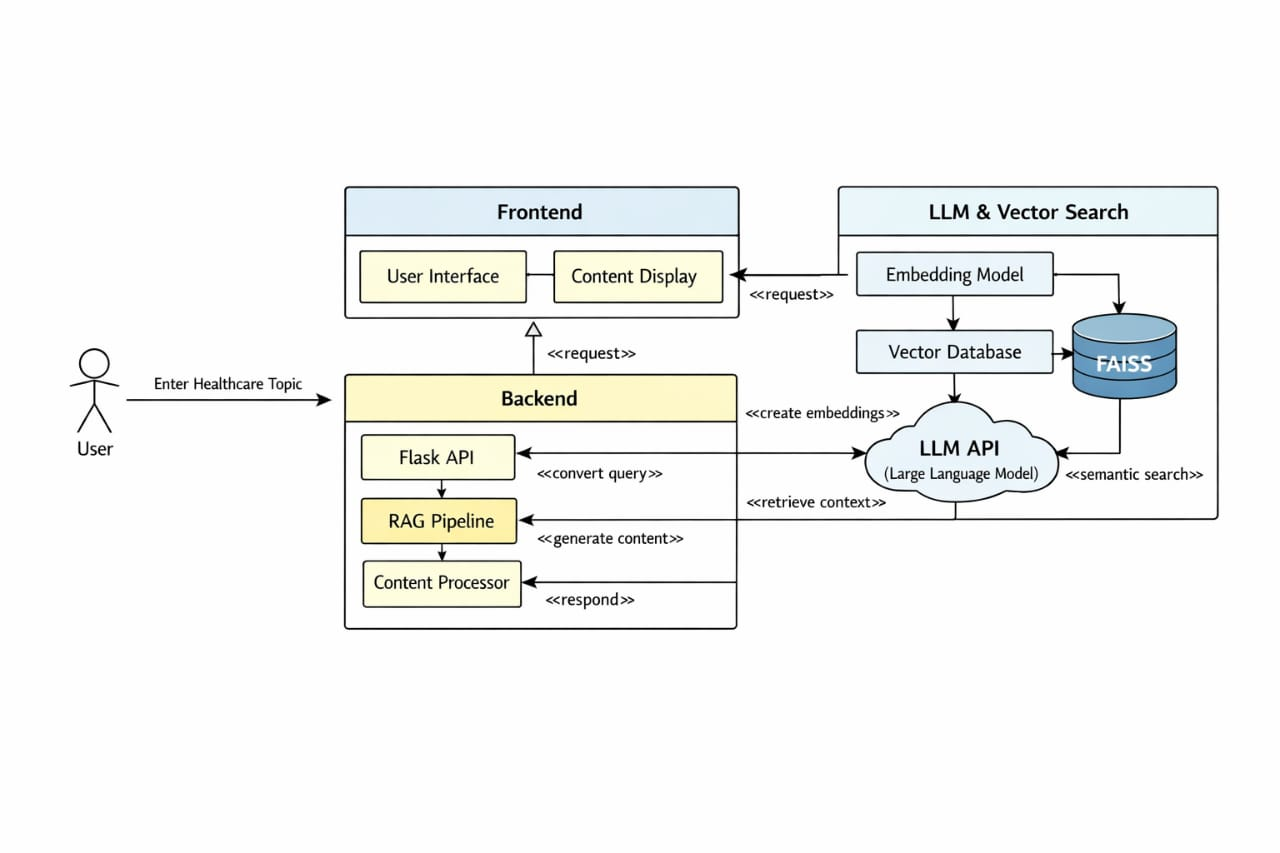 Frontend
LLM & Vector Search
User Interface
Content Display
Embedding Model
<<request>>
Vector Database
FAISS
<<request>>
Enter Healthcare Topic
User
Backend
<<create embeddings>>
Flask API
<<convert query>>
LLM API
(Large Language Model)
<<semantic search>>
<<retrieve context>>
RAG Pipeline
<<generate content>>
Content Processor
<<respond>>